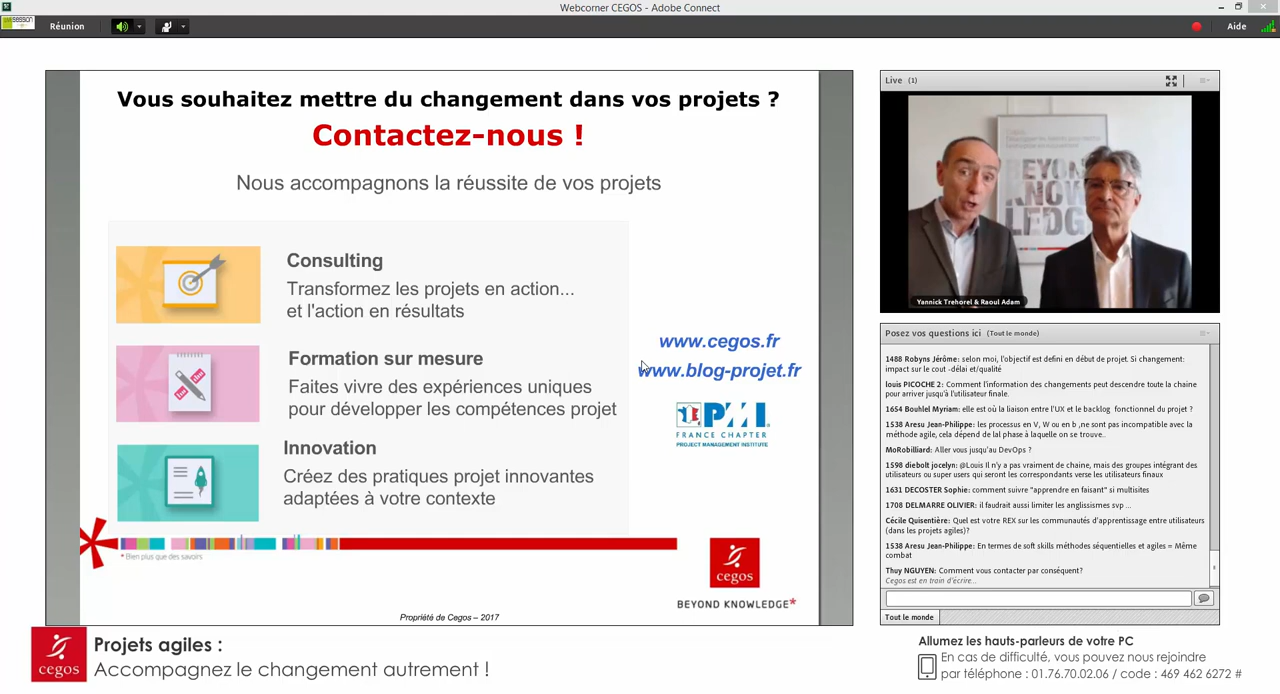 Webcorner CEGOS - Adobe Connect
Réunion
Aide
Vous souhaitez mettre du changement dans vos projets ?
Contactez-nous !
Nous accompagnons la réussite de vos projets
Consulting
Transformez les projets en action...
et l'action en résultats
Formation sur mesure
Faites vivre des expériences uniques
pour développer les compétences projet
Innovation
Créez des pratiques projet innovantes
adaptées à votre contexte
www.cegos.fr
www.blog-projet.fr
PMI
FRANCE CHAPTER
PROJECT MANAGEMENT INSTITUTE
* Bien plus que des savoirs
cegos
BEYOND KNOWLEDGE*
Propriété de Cegos – 2017
Live (1)
BEYOND
KNOW
LEDGE
Yannick Trehorel & Raoul Adam
Posez vos questions ici (Tout le monde)
1488 Robyns Jérôme: selon moi, l'objectif est defini en début de projet. Si changement:
impact sur le cout -délai et/qualité
louis PICOCHE 2: Comment l'information des changements peut descendre toute la chaine
pour arriver jusqu'à l'utilisateur finale.
1654 Bouhlel Myriam: elle est où la liaison entre l'UX et le backlog fonctionnel du projet ?
1538 Aresu Jean-Philippe: les processus en V, W ou en b ,ne sont pas incompatible avec la
méthode agile, cela dépend de lal phase à laquelle on se trouve..
MoRobilliard: Aller vous jusqu'au DevOps ?
1598 diebolt jocelyn: @Louis Il n'y a pas vraiment de chaine, mais des groupes intégrant des
utilisateurs ou super users qui seront les correspondants verse les utilisateurs finaux
1631 DECOSTER Sophie: comment suivre "apprendre en faisant" si multisites
1708 DELMARRE OLIVIER: il faudrait aussi limiter les anglissismes svp ...
Cécile Quisentière: Quel est votre REX sur les communautés d'apprentissage entre utilisateurs
(dans les projets agiles)?
1538 Aresu Jean-Philippe: En termes de soft skills méthodes séquentielles et agiles = Même
combat
Thuy NGUYEN: Comment vous contacter par conséquent?
Cegos est en train d'écrire...
Tout le monde
cegos
Projets agiles :
Accompagnez le changement autrement !
Allumez les hauts-parleurs de votre PC
En cas de difficulté, vous pouvez nous rejoindre
par téléphone : 01.76.70.02.06 / code : 469 462 6272 #